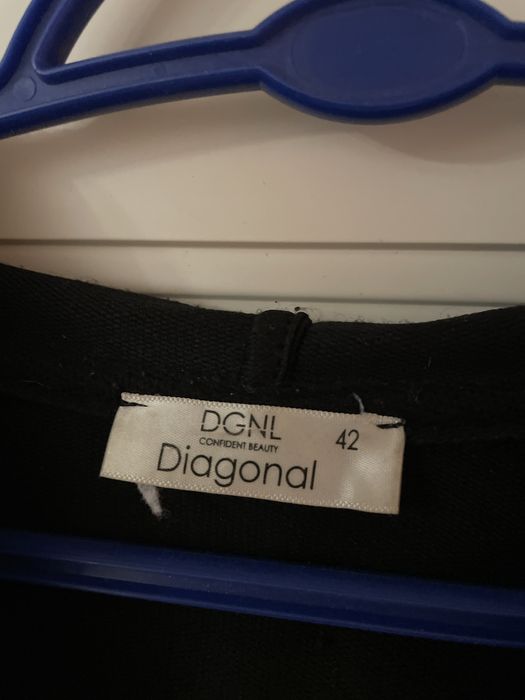 DGNL
CONFIDENT BEAUTY
42
Diagonal